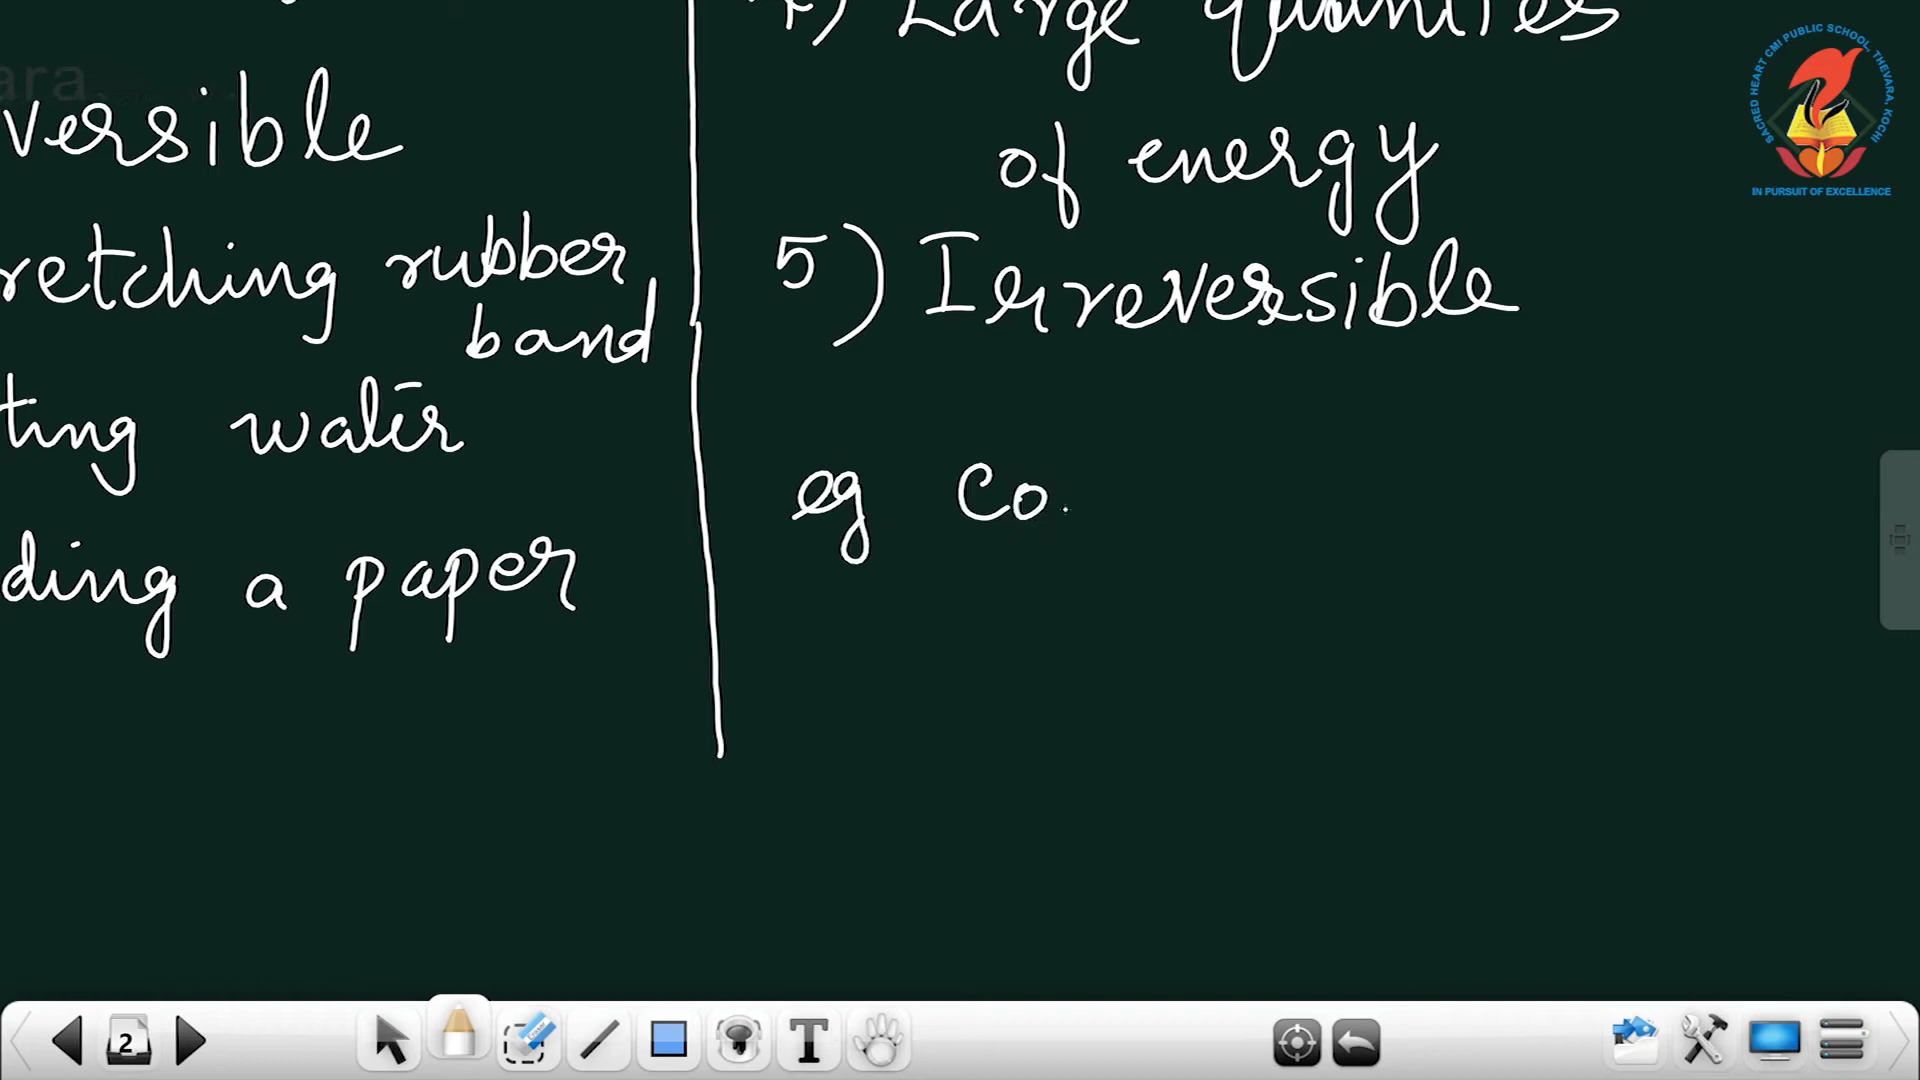 versible
retching rubber
band
ting water
ding a paper
4) Large quantities
of energy
5) Irreversible
eg Co.
SACRED HEART CMI PUBLIC SCHOOL, THEVARA, KOCHI
IN PURSUIT OF EXCELLENCE
2
T